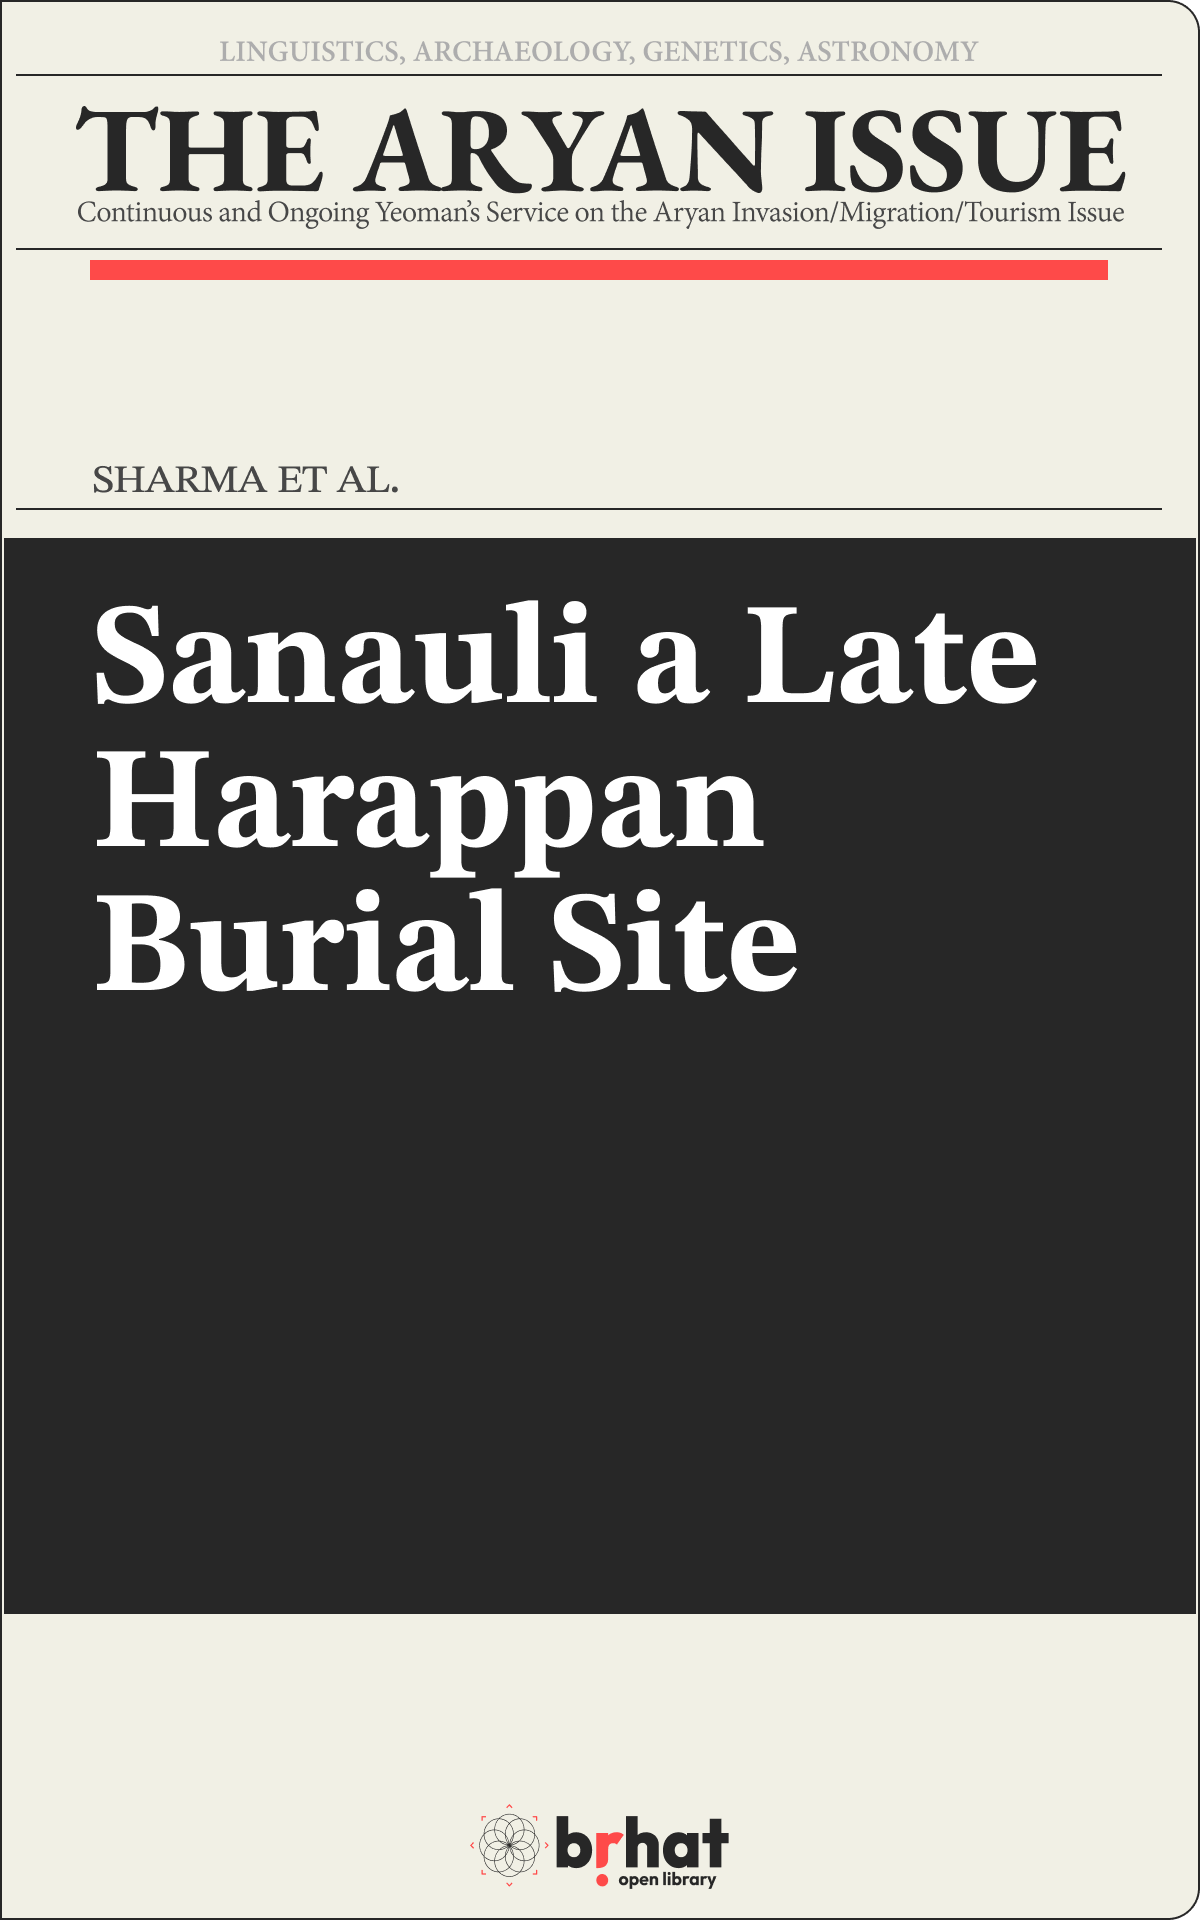 LINGUISTICS, ARCHAEOLOGY, GENETICS, ASTRONOMY
THE ARYAN ISSUE
Continuous and Ongoing Yeoman’s Service on the Aryan Invasion/Migration/Tourism Issue
SHARMA ET AL.
Sanauli a Late
Harappan
Burial Site
brhat
open library